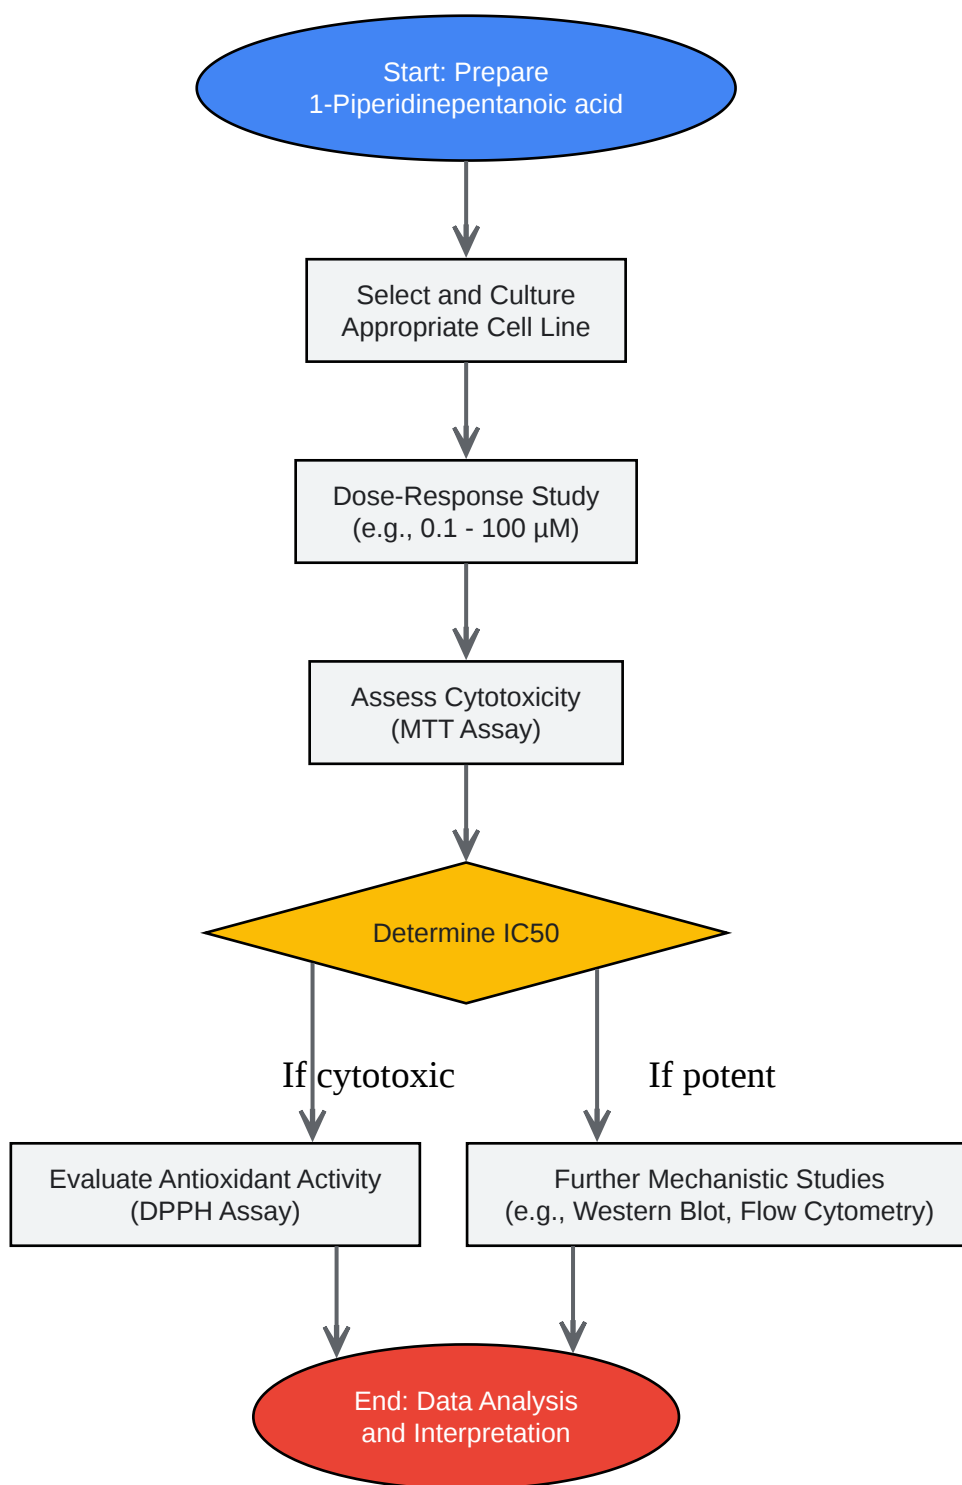 Start: Prepare
1-Piperidinepentanoic acid
Select and Culture
Appropriate Cell Line
Dose-Response Study
(e.g., 0.1 - 100 µM)
Assess Cytotoxicity
(MTT Assay)
Determine IC50
If cytotoxic
If potent
Evaluate Antioxidant Activity
(DPPH Assay)
Further Mechanistic Studies
(e.g., Western Blot, Flow Cytometry)
End: Data Analysis
and Interpretation